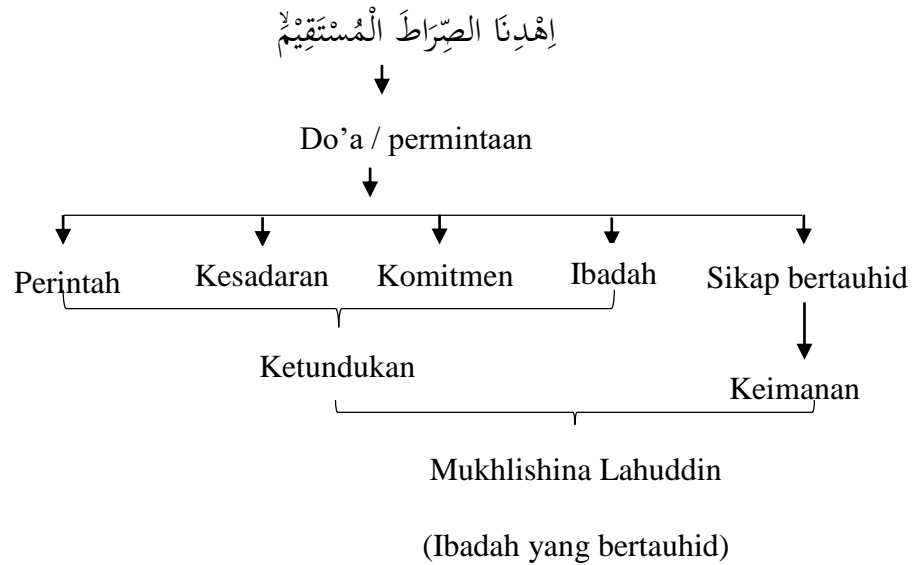 اِهْدِنَا الصِّرَاطَ الْمُسْتَقِيْمَۙ
Do’a / permintaan
Perintah Kesadaran Komitmen Ibadah Sikap bertauhid
Ketundukan
Keimanan
Mukhlishina Lahuddin
(Ibadah yang bertauhid)